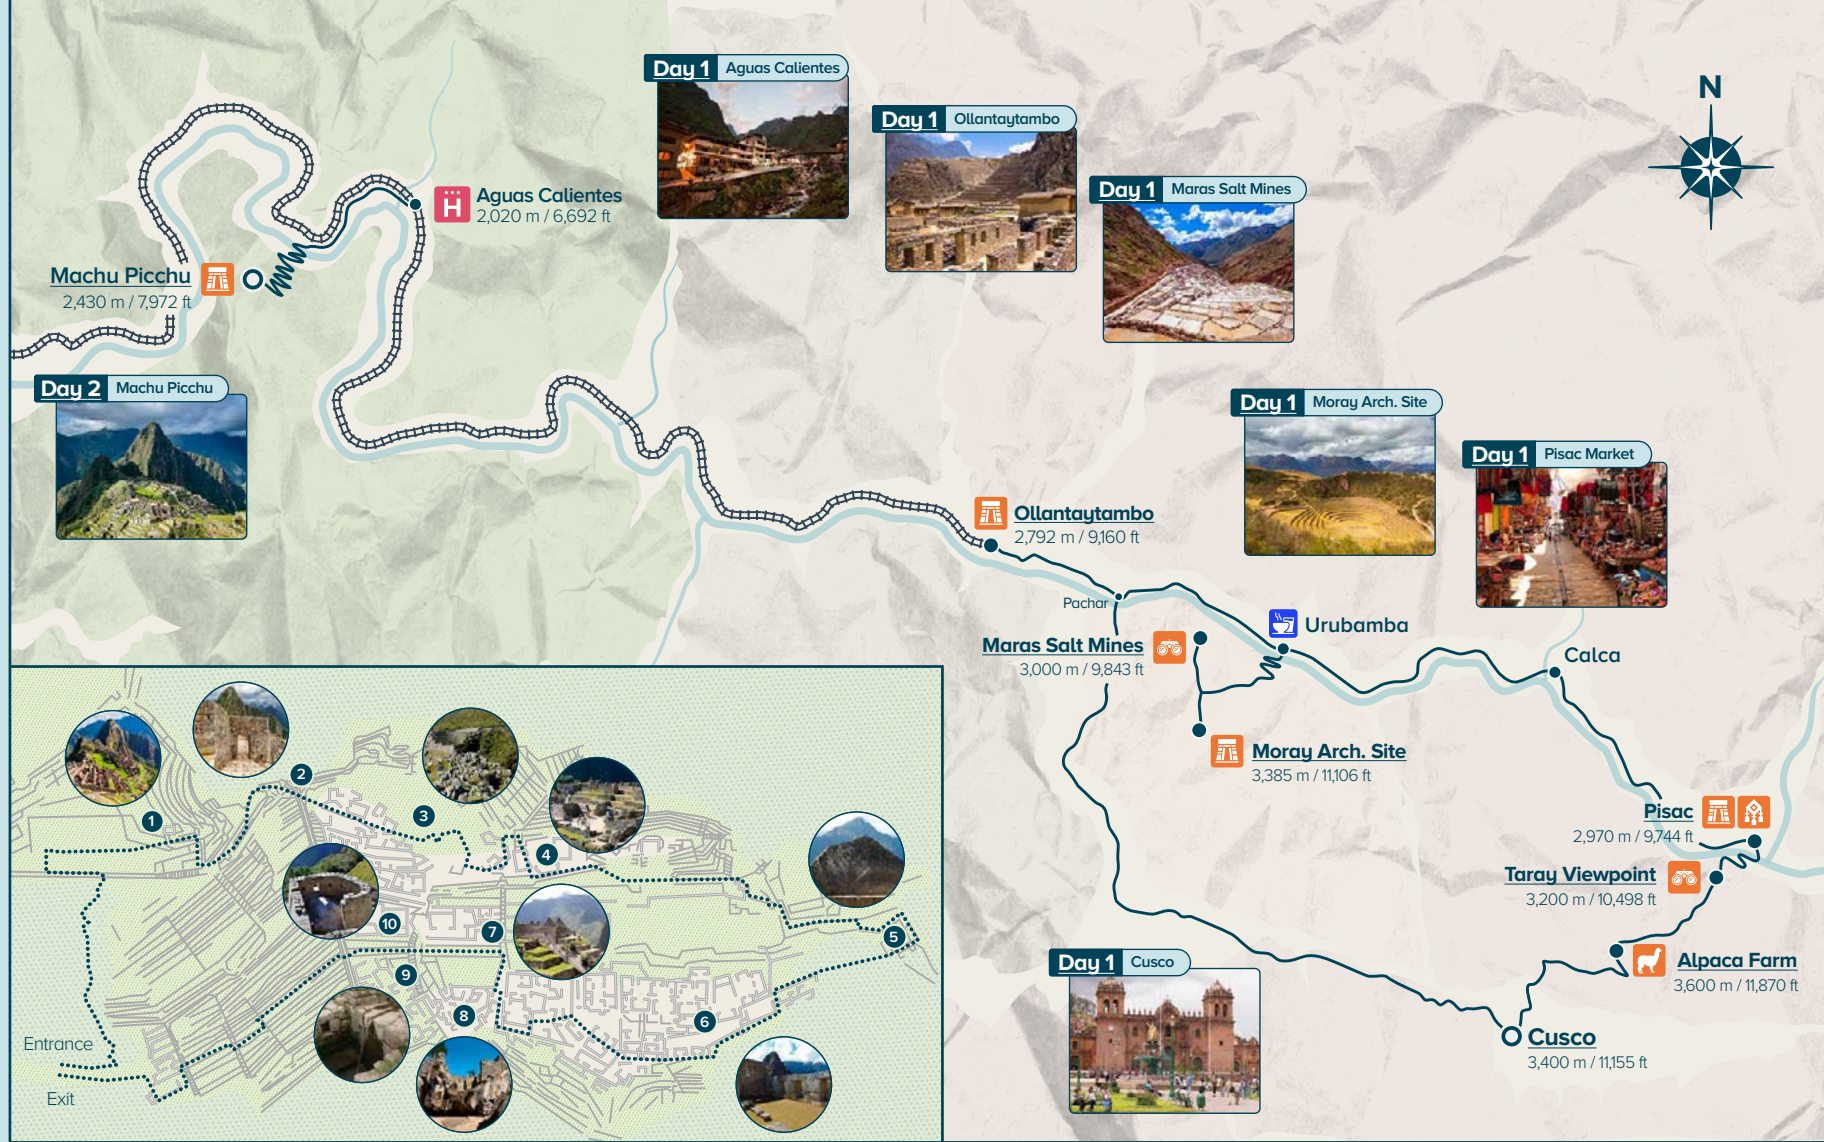 Day 1 Aguas Calientes
N
Day 1 Ollantaytambo
Day 1 Maras Salt Mines
H Aguas Calientes
2,020 m / 6,692 ft
Machu Picchu
2,430 m / 7,972 ft
Day 2 Machu Picchu
Day 1 Moray Arch. Site
Day 1 Pisac Market
Ollantaytambo
2,792 m / 9,160 ft
Pachar
Urubamba
Maras Salt Mines
3,000 m / 9,843 ft
Calca
Moray Arch. Site
3,385 m / 11,106 ft
Pisac
2,970 m / 9,744 ft
Taray Viewpoint
3,200 m / 10,498 ft
Alpaca Farm
3,600 m / 11,870 ft
Day 1 Cusco
Cusco
3,400 m / 11,155 ft
2
1
3
4
10
7
5
9
8
6
Entrance
Exit